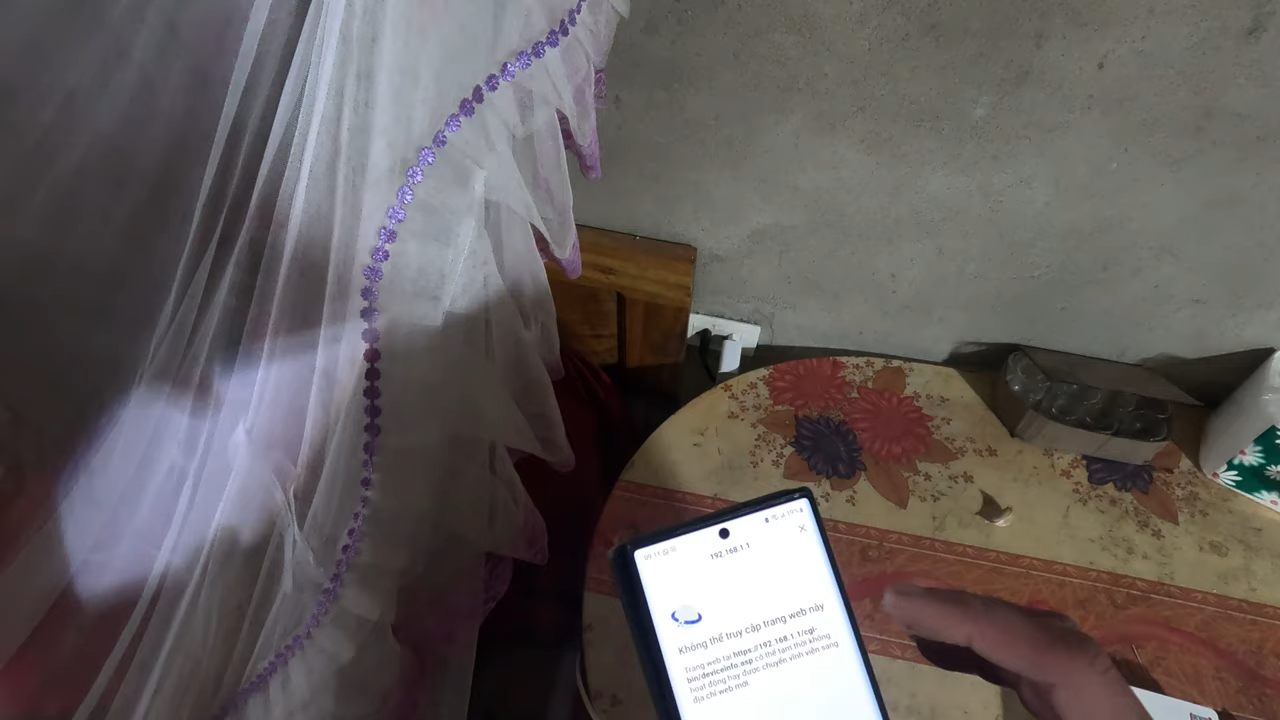 09:11
192.168.1.1
Không thể truy cập trang web này
Trang web tại https://192.168.1.1/cgi-
bin/deviceinfo.asp có thể tạm thời không
hoạt động hay được chuyển vĩnh viễn sang
địa chỉ web mới.